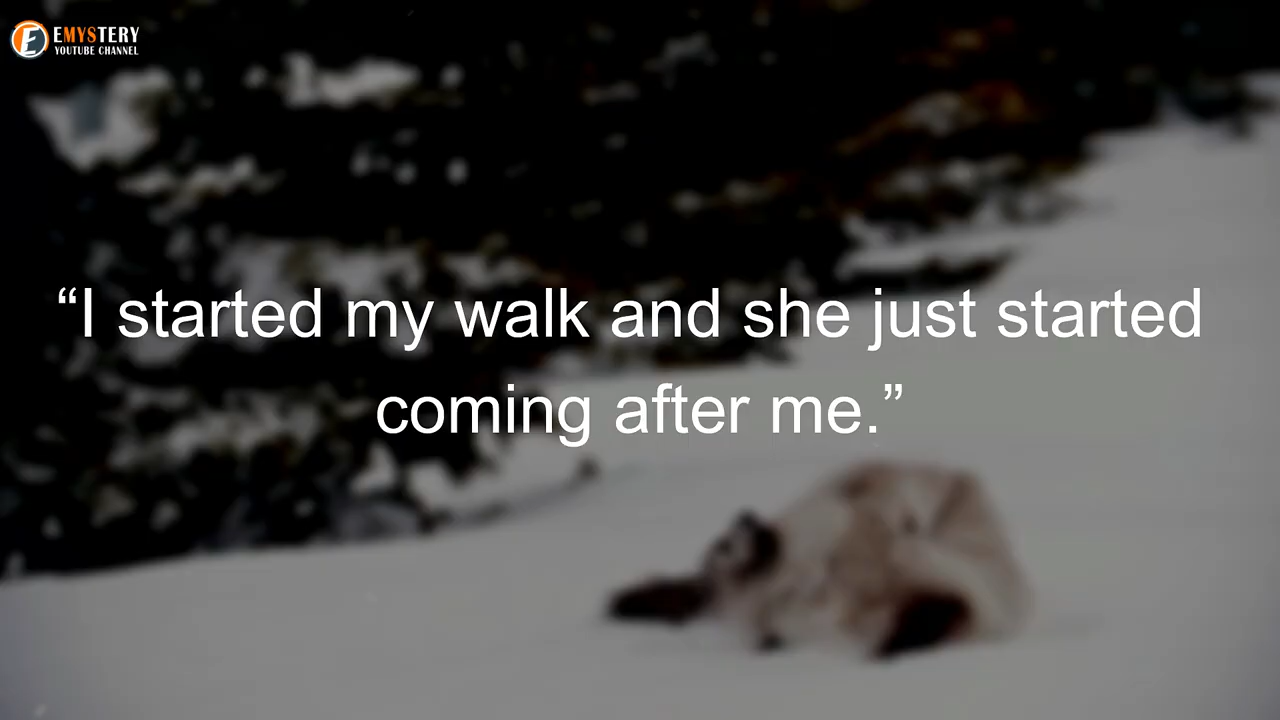 EMYSTERY
YOUTUBE CHANNEL
“I started my walk and she just started
coming after me.”